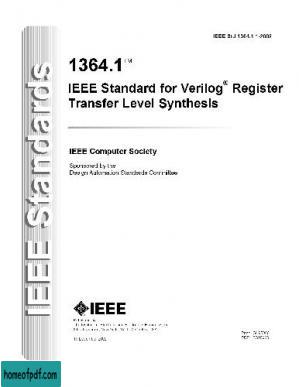 IEEE Std 1364.1™-2002
IEEE Standards
1364.1™
IEEE Standard for Verilog® Register
Transfer Level Synthesis
IEEE Computer Society
Sponsored by the
Design Automation Standards Committee
IEEE
homeofpdf.com